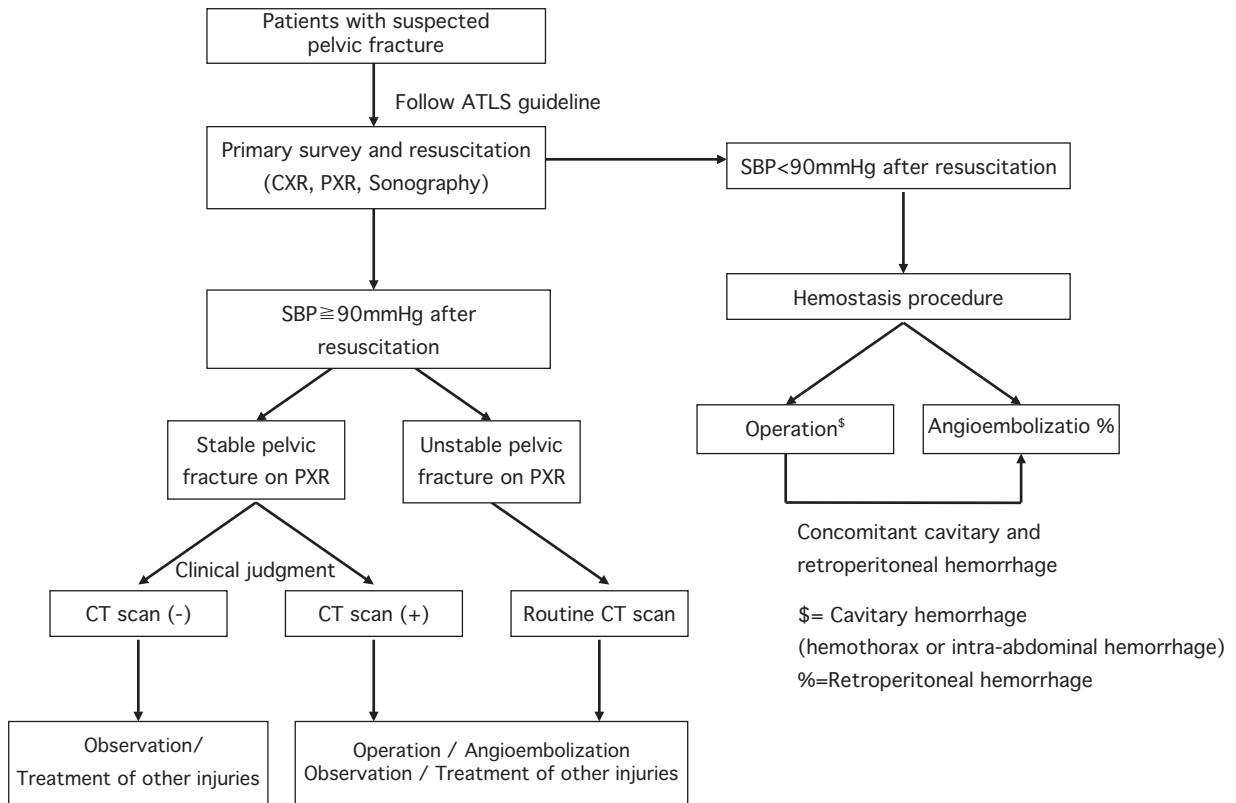 Patients with suspected
pelvic fracture
Follow ATLS guideline
Primary survey and resuscitation
(CXR, PXR, Sonography)
SBP<90mmHg after resuscitation
Hemostasis procedure
SBP≧90mmHg after
resuscitation
Operation$
Angioembolizatio %
Stable pelvic
fracture on PXR
Unstable pelvic
fracture on PXR
Concomitant cavitary and
retroperitoneal hemorrhage
Clinical judgment
CT scan (-)
CT scan (+)
Routine CT scan
$= Cavitary hemorrhage
(hemothorax or intra-abdominal hemorrhage)
%=Retroperitoneal hemorrhage
Observation/
Treatment of other injuries
Operation / Angioembolization
Observation / Treatment of other injuries